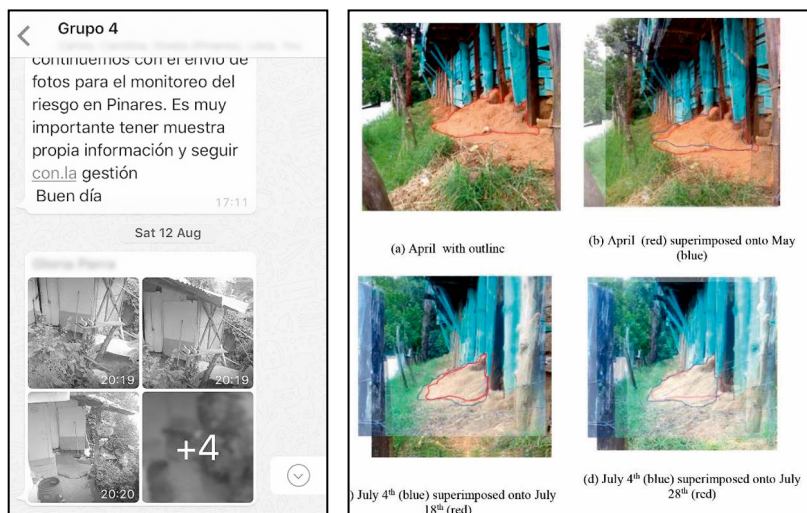 Grupo 4
continuemos con el envío de
fotos para el monitoreo del
riesgo en Pinares. Es muy
importante tener muestra
propia información y seguir
con.la gestión
Buen día
17:11
Sat 12 Aug
20:19
20:19
20:20
+4
(a) April with outline
(b) April (red) superimposed onto May
(blue)
) July 4th (blue) superimposed onto July
18th (red)
(d) July 4th (blue) superimposed onto July
28th (red)